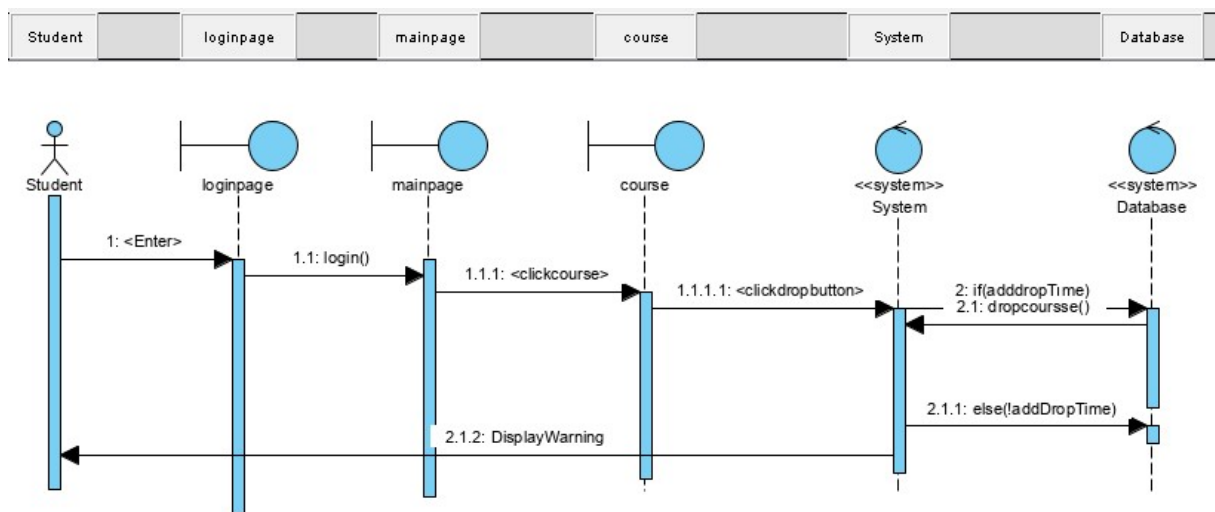 Student
loginpage
mainpage
course
System
Database
Student
loginpage
mainpage
course
<<system>>
System
<<system>>
Database
1: <Enter>
1.1: login()
1.1.1: <clickcourse>
1.1.1.1: <clickdropbutton>
2: if(adddropTime)
2.1: dropcoursse()
2.1.1: else(!addDropTime)
2.1.2: DisplayWarning